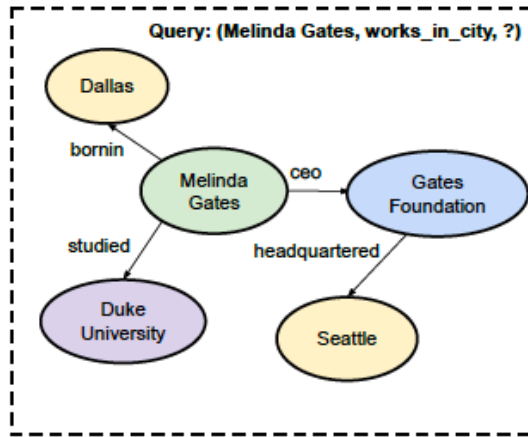 Query: (Melinda Gates, works_in_city, ?)
Dallas
bornin
Melinda
Gates
ceo
Gates
Foundation
studied
headquartered
Duke
University
Seattle